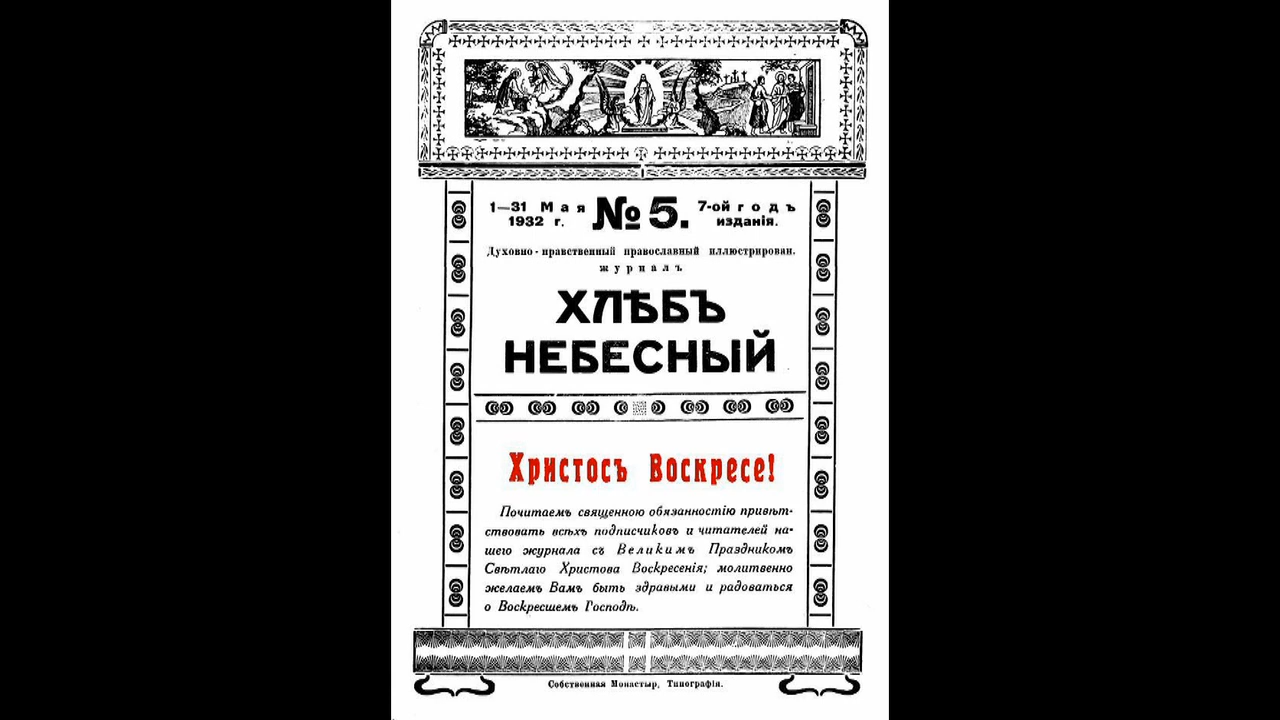 1—31 Мая № 5. 7-ой годъ
1932 г. изданія.
Духовно-нравственный православный иллюстрирован.
журналъ
ХЛѢБЪ
НЕБЕСНЫЙ
Христосъ Воскресе!
Почитаемъ священною обязанностію привѣт-
ствовать всѣхъ подписчиковъ и читателей на-
шего журнала съ Великимъ Праздникомъ
Свѣтлаго Христова Воскресенія; молитвенно
желаемъ Вамъ быть здравыми и радоваться
о Воскресшемъ Господѣ.
Собственная Монастыр. Типографія.